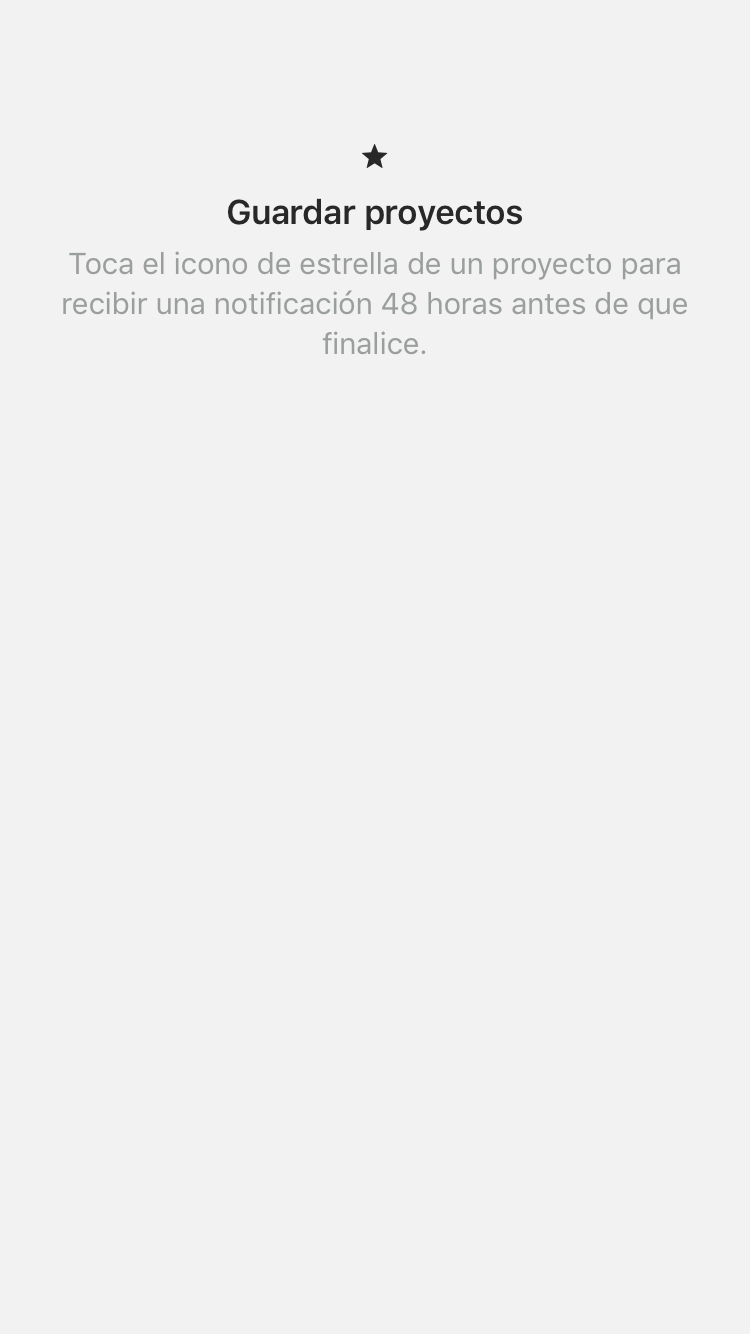 Guardar proyectos
Toca el icono de estrella de un proyecto para
recibir una notificación 48 horas antes de que
finalice.